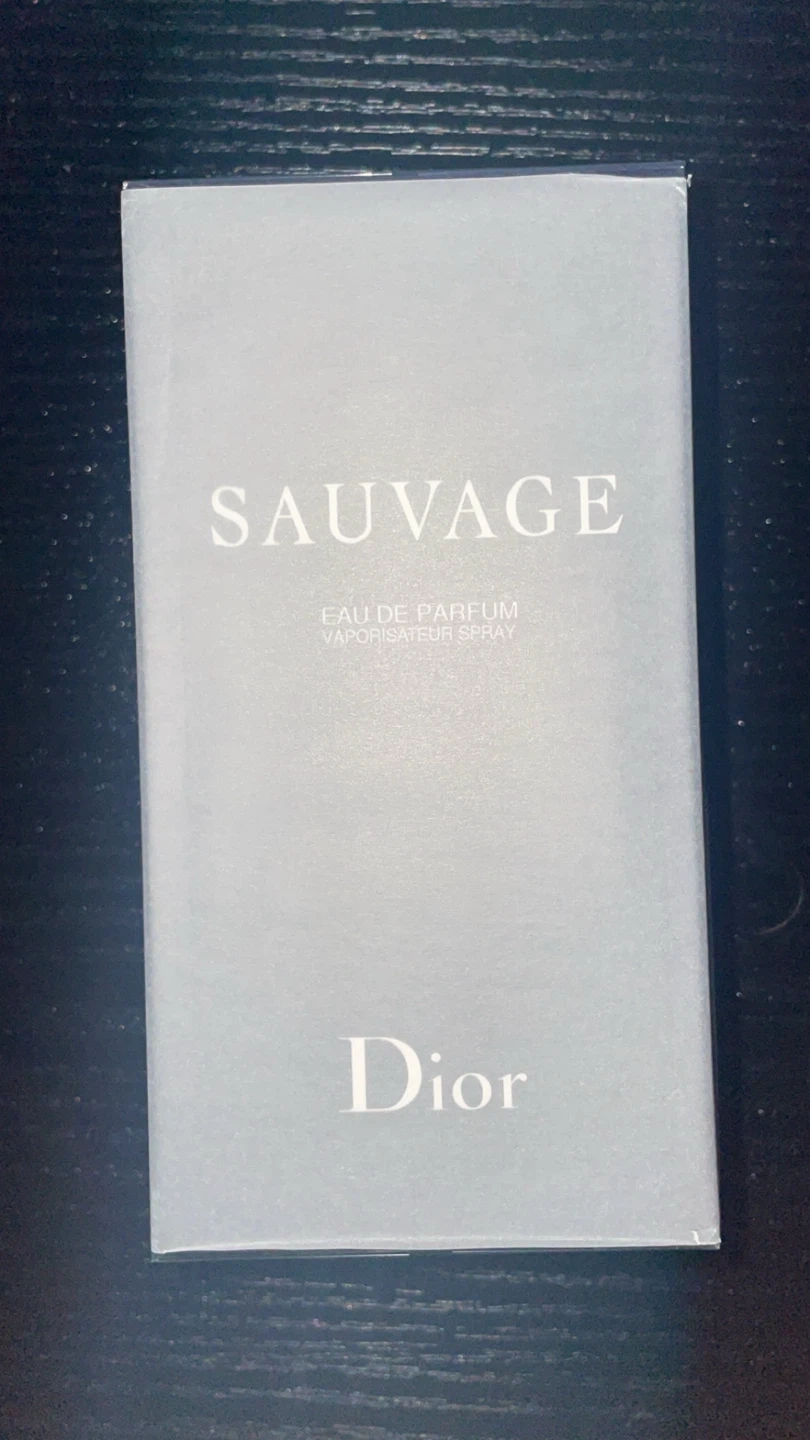 SAUVAGE
EAU DE PARFUM
VAPORISATEUR SPRAY
Dior